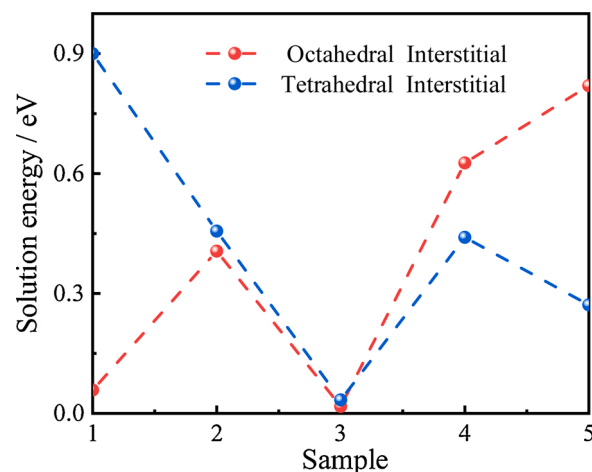 0.9
0.6
0.3
0.0
Solution energy / eV
Octahedral Interstitial
Tetrahedral Interstitial
1 2 3 4 5
Sample